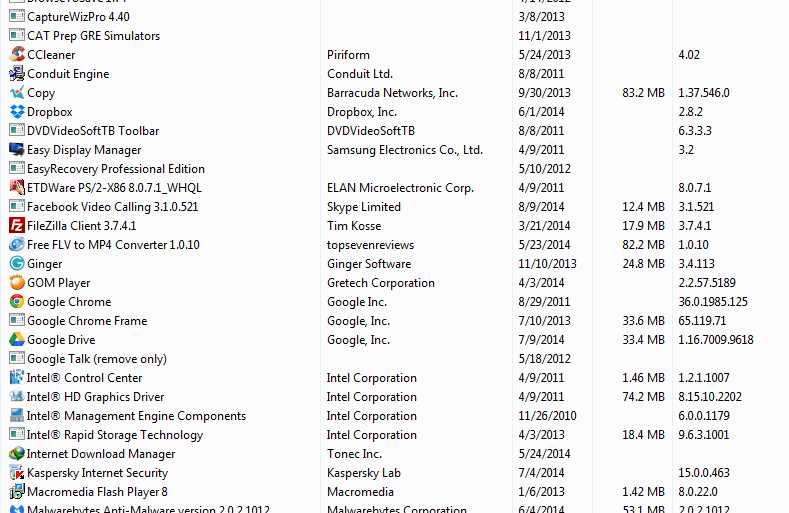 CaptureWizPro 4.40 3/8/2013
CAT Prep GRE Simulators 11/1/2013
CCleaner Piriform 5/24/2013 4.02
Conduit Engine Conduit Ltd. 8/8/2011
Copy Barracuda Networks, Inc. 9/30/2013 83.2 MB 1.37.546.0
Dropbox Dropbox, Inc. 6/1/2014 2.8.2
DVDVideoSoftTB Toolbar DVDVideoSoftTB 8/8/2011 6.3.3.3
Easy Display Manager Samsung Electronics Co., Ltd. 4/9/2011 3.2
EasyRecovery Professional Edition 5/10/2012
ETDWare PS/2-X86 8.0.7.1_WHQL ELAN Microelectronic Corp. 4/9/2011 8.0.7.1
Facebook Video Calling 3.1.0.521 Skype Limited 8/9/2014 12.4 MB 3.1.521
FileZilla Client 3.7.4.1 Tim Kosse 3/21/2014 17.9 MB 3.7.4.1
Free FLV to MP4 Converter 1.0.10 topsevenreviews 5/23/2014 82.2 MB 1.0.10
Ginger Ginger Software 11/10/2013 24.8 MB 3.4.113
GOM Player Gretech Corporation 4/3/2014 2.2.57.5189
Google Chrome Google Inc. 8/29/2011 36.0.1985.125
Google Chrome Frame Google, Inc. 7/10/2013 33.6 MB 65.119.71
Google Drive Google, Inc. 7/9/2014 33.4 MB 1.16.7009.9618
Google Talk (remove only) 5/18/2012
Intel® Control Center Intel Corporation 4/9/2011 1.46 MB 1.2.1.1007
Intel® HD Graphics Driver Intel Corporation 4/9/2011 74.2 MB 8.15.10.2202
Intel® Management Engine Components Intel Corporation 11/26/2010 6.0.0.1179
Intel® Rapid Storage Technology Intel Corporation 4/3/2013 18.4 MB 9.6.3.1001
Internet Download Manager Tonec Inc. 5/24/2014
Kaspersky Internet Security Kaspersky Lab 7/4/2014 15.0.0.463
Macromedia Flash Player 8 Macromedia 1/6/2013 1.42 MB 8.0.22.0
Malwarebytes Anti-Malware version 2.0.2.1012 Malwarebytes Corporation 6/4/2014 53.1 MB 2.0.2.1012